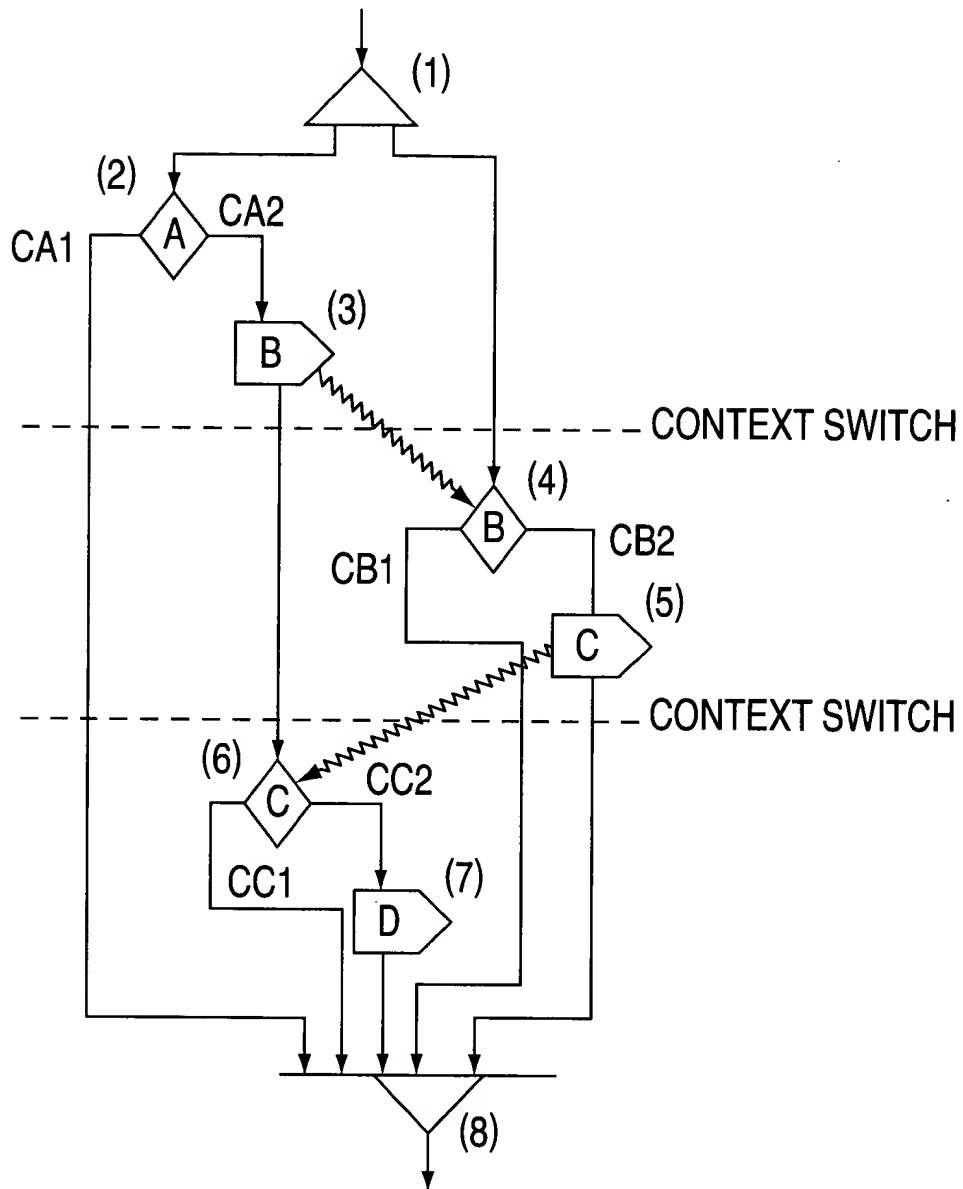 (1)
(2)
A
CA1
CA2
(3)
B
CONTEXT SWITCH
(4)
B
CB1
CB2
(5)
C
CONTEXT SWITCH
(6)
C
CC2
CC1
(7)
D
(8)